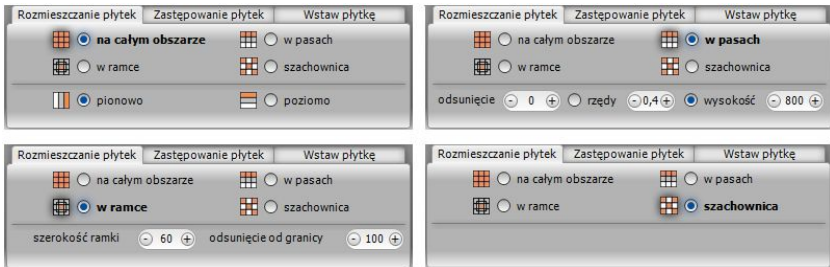 Rozmieszczanie płytek Zastępowanie płytek Wstaw płytkę
na całym obszarze w pasach
w ramce szachownica
pionowo poziomo
Rozmieszczanie płytek Zastępowanie płytek Wstaw płytkę
na całym obszarze w pasach
w ramce szachownica
odsunięcie 0 rzędy 0,4 wysokość 800
Rozmieszczanie płytek Zastępowanie płytek Wstaw płytkę
na całym obszarze w pasach
w ramce szachownica
szerokość ramki 60 odsunięcie od granicy 100
Rozmieszczanie płytek Zastępowanie płytek Wstaw płytkę
na całym obszarze w pasach
w ramce szachownica